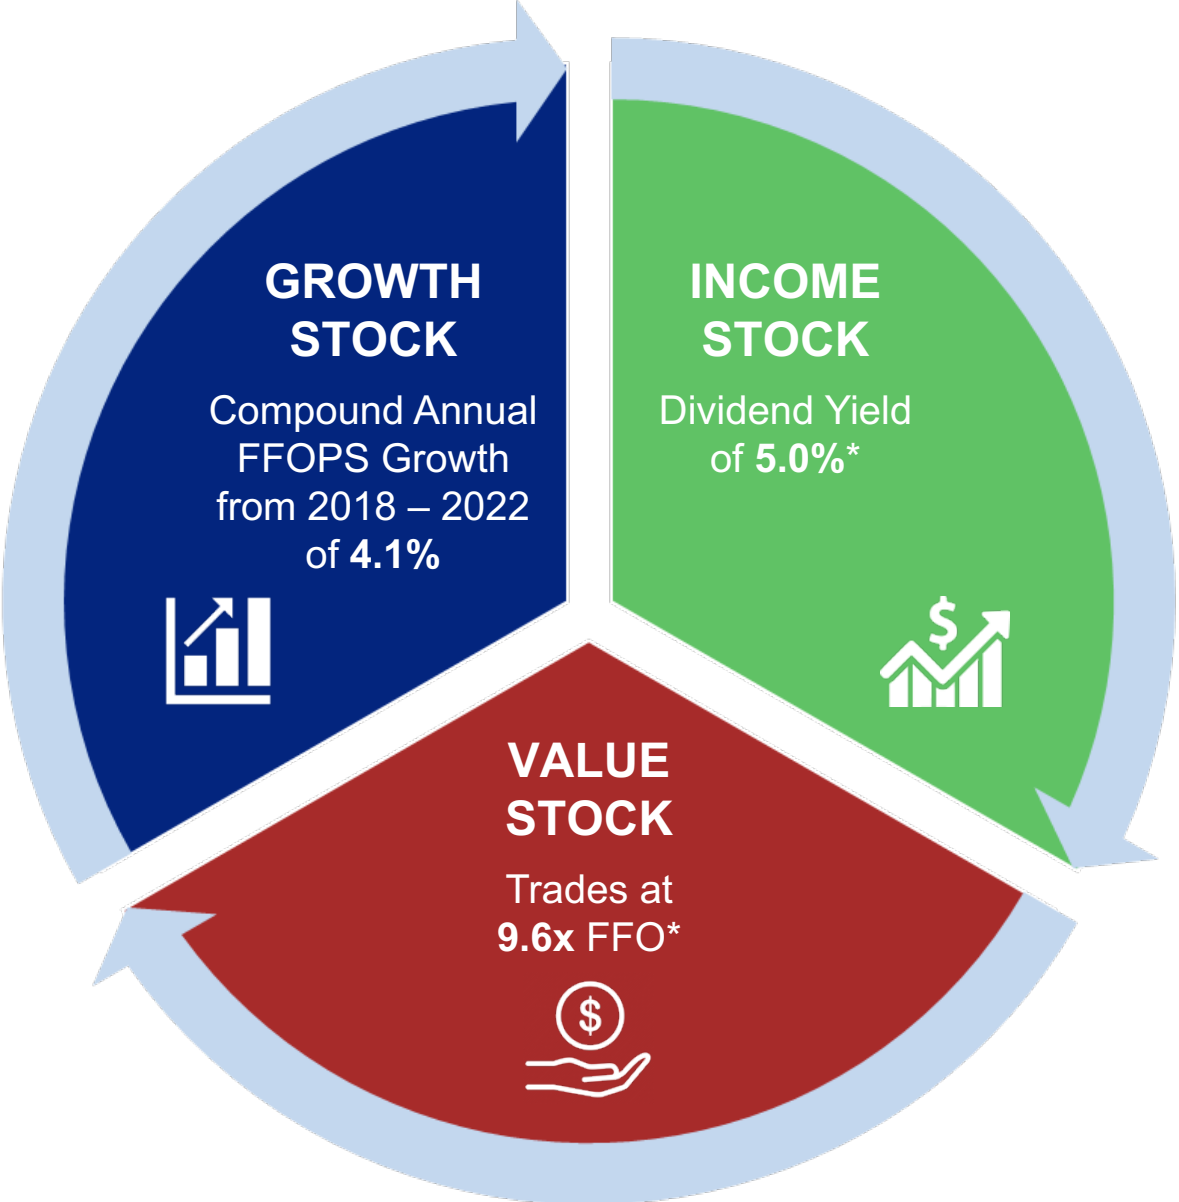 GROWTH
STOCK
Compound Annual
FFOPS Growth
from 2018 – 2022
of 4.1%
INCOME
STOCK
Dividend Yield
of 5.0%*
$
VALUE
STOCK
Trades at
9.6x FFO*
$